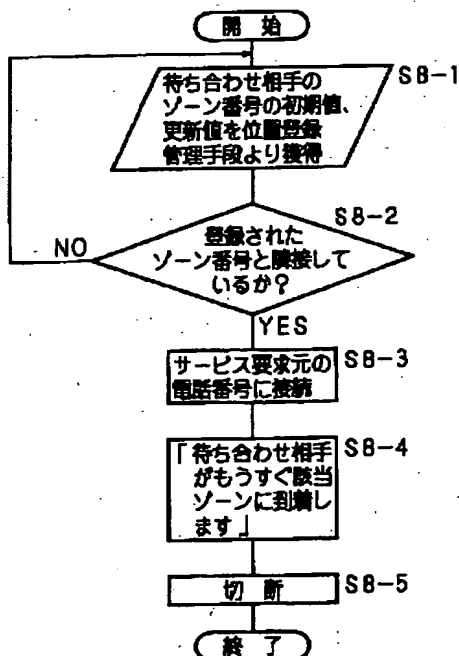 開始
待ち合わせ相手の
ゾーン番号の初期値、
更新値を位置登録
管理手段より獲得
S8-1
S8-2
登録された
ゾーン番号と隣接して
いるか?
NO
YES
サービス要求元の
電話番号に接続
S8-3
「待ち合わせ相手
がもうすぐ該当
ゾーンに到着し
ます」
S8-4
切断
S8-5
終了